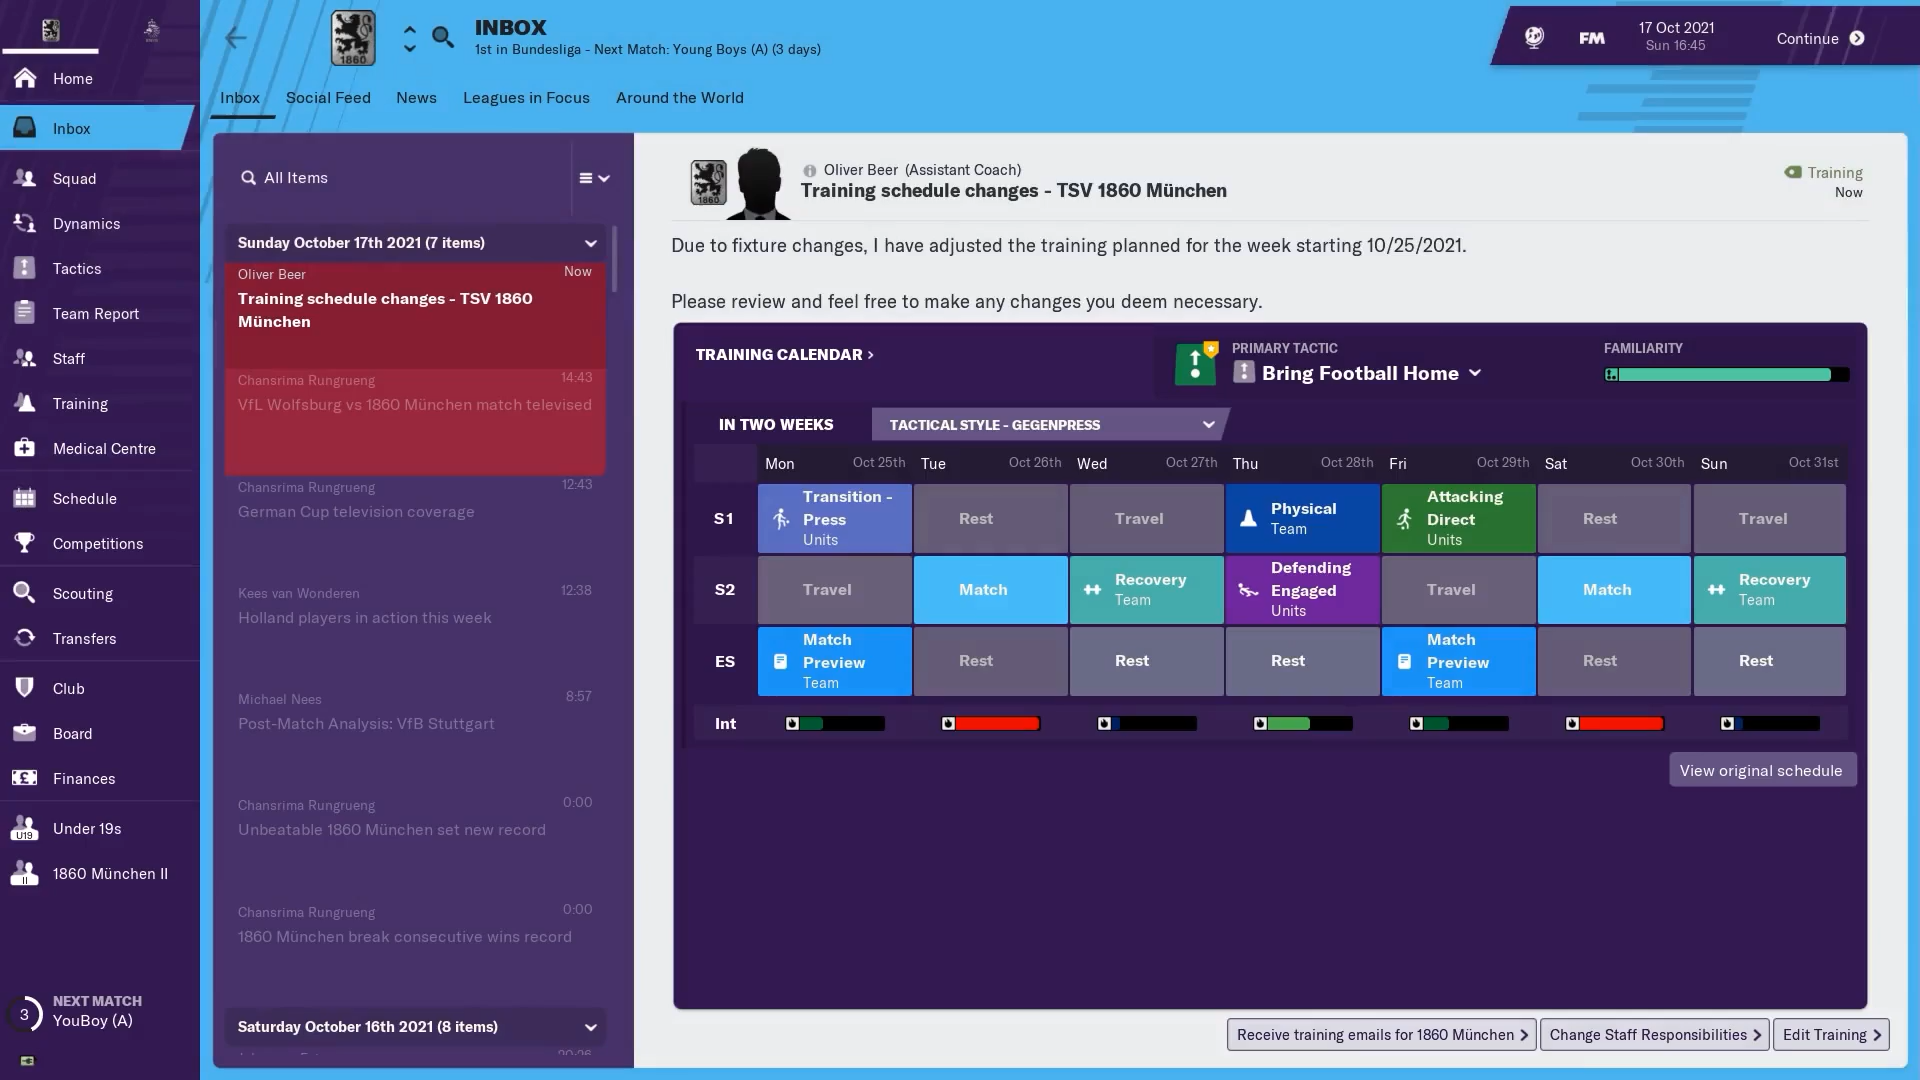 Home
Inbox
Squad
Dynamics
Tactics
Team Report
Staff
Training
Medical Centre
Schedule
Competitions
Scouting
Transfers
Club
Board
Finances
U19
Under 19s
II
1860 München II
3
NEXT MATCH
YouBoy (A)
1860
INBOX
1st in Bundesliga - Next Match: Young Boys (A) (3 days)
FM
17 Oct 2021
Sun 16:45
Continue
Inbox
Social Feed
News
Leagues in Focus
Around the World
All Items
Sunday October 17th 2021 (7 items)
Oliver Beer
Now
Training schedule changes - TSV 1860
München
Chansrima Rungrueng
14:43
VfL Wolfsburg vs 1860 München match televised
Chansrima Rungrueng
12:43
German Cup television coverage
Kees van Wonderen
12:38
Holland players in action this week
Michael Nees
8:57
Post-Match Analysis: VfB Stuttgart
Chansrima Rungrueng
0:00
Unbeatable 1860 München set new record
Chansrima Rungrueng
0:00
1860 München break consecutive wins record
Saturday October 16th 2021 (8 items)
1860
Oliver Beer (Assistant Coach)
Training schedule changes - TSV 1860 München
Training
Now
Due to fixture changes, I have adjusted the training planned for the week starting 10/25/2021.
Please review and feel free to make any changes you deem necessary.
TRAINING CALENDAR >
PRIMARY TACTIC
Bring Football Home
FAMILIARITY
IN TWO WEEKS
TACTICAL STYLE - GEGENPRESS
Mon Oct 25th Tue Oct 26th Wed Oct 27th Thu Oct 28th Fri Oct 29th Sat Oct 30th Sun Oct 31st
S1
Transition -
Press
Units
Rest
Travel
Physical
Team
Attacking
Direct
Units
Rest
Travel
S2
Travel
Match
Recovery
Team
Defending
Engaged
Units
Travel
Match
Recovery
Team
ES
Match
Preview
Team
Rest
Rest
Rest
Match
Preview
Team
Rest
Rest
Int
View original schedule
Receive training emails for 1860 München >
Change Staff Responsibilities >
Edit Training >